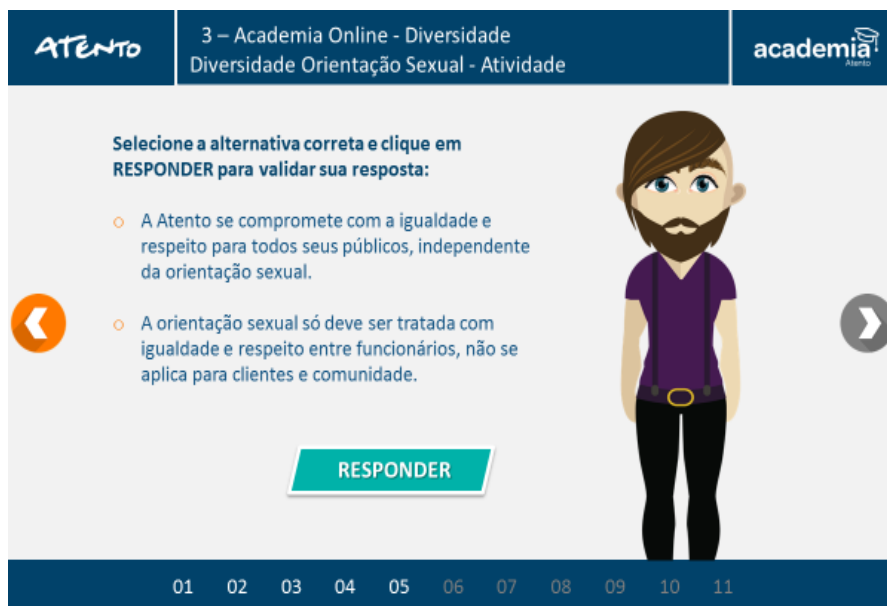 ATENTO
3 – Academia Online - Diversidade
Diversidade Orientação Sexual - Atividade
academia
Atento
Selecione a alternativa correta e clique em
RESPONDER para validar sua resposta:
o A Atento se compromete com a igualdade e
respeito para todos seus públicos, independente
da orientação sexual.
o A orientação sexual só deve ser tratada com
igualdade e respeito entre funcionários, não se
aplica para clientes e comunidade.
RESPONDER
01 02 03 04 05 06 07 08 09 10 11